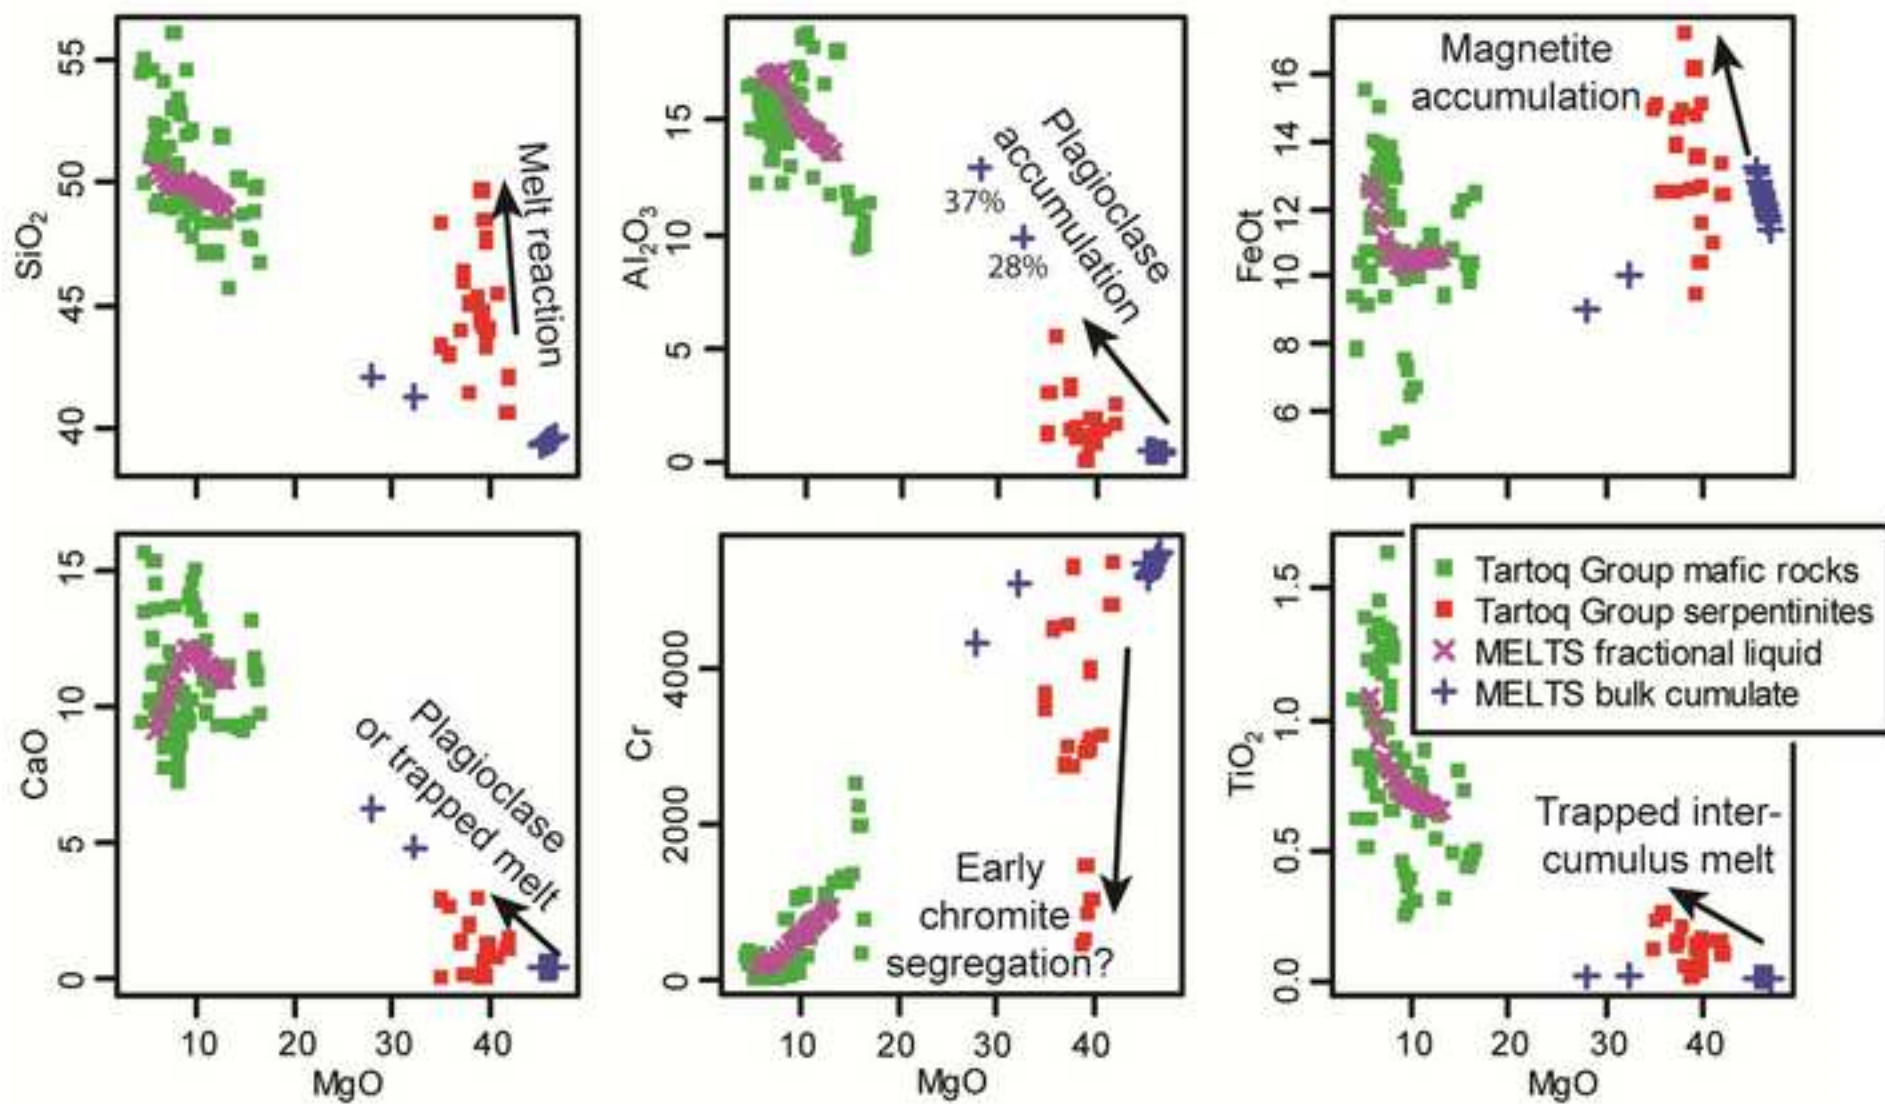 SiO2
55
50
45
40
Melt reaction
Al2O3
15
10
5
0
37%
28%
Plagioclase
accumulation
FeOt
16
14
12
10
8
6
Magnetite
accumulation
CaO
15
10
5
0
Plagioclase
or trapped melt
10 20 30 40
MgO
Cr
4000
2000
0
Early
chromite
segregation?
10 20 30 40
MgO
TiO2
1.5
1.0
0.5
0.0
Tartoq Group mafic rocks
Tartoq Group serpentinites
MELTS fractional liquid
MELTS bulk cumulate
Trapped inter-
cumulus melt
10 20 30 40
MgO